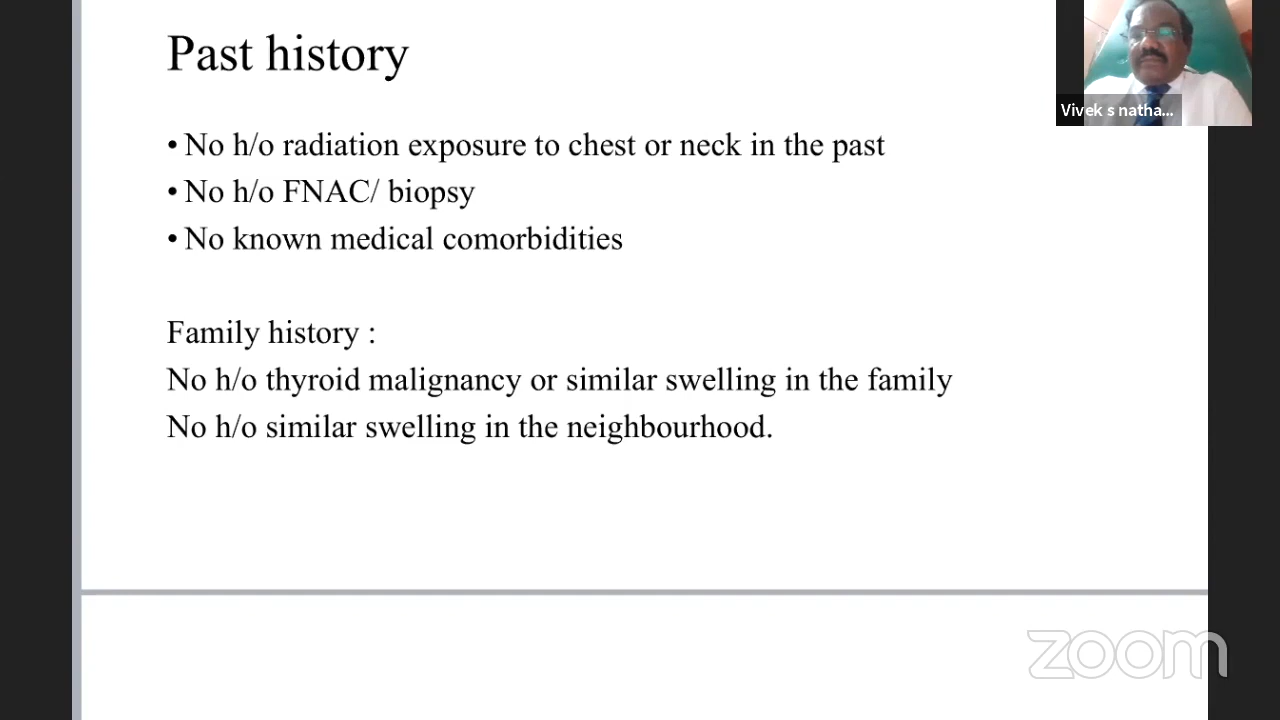 Past history
• No h/o radiation exposure to chest or neck in the past
• No h/o FNAC/ biopsy
• No known medical comorbidities
Family history :
No h/o thyroid malignancy or similar swelling in the family
No h/o similar swelling in the neighbourhood.
Vivek s natha...
zoom